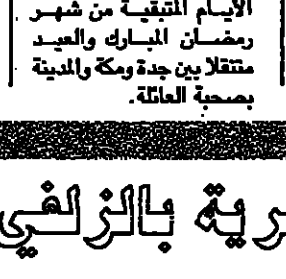 الأيام المتبقية من شهر
رمضان المبارك والعيد
متنقلا بين جدة ومكة والمدينة
بصحبة العائلة.
رية بالزلفي